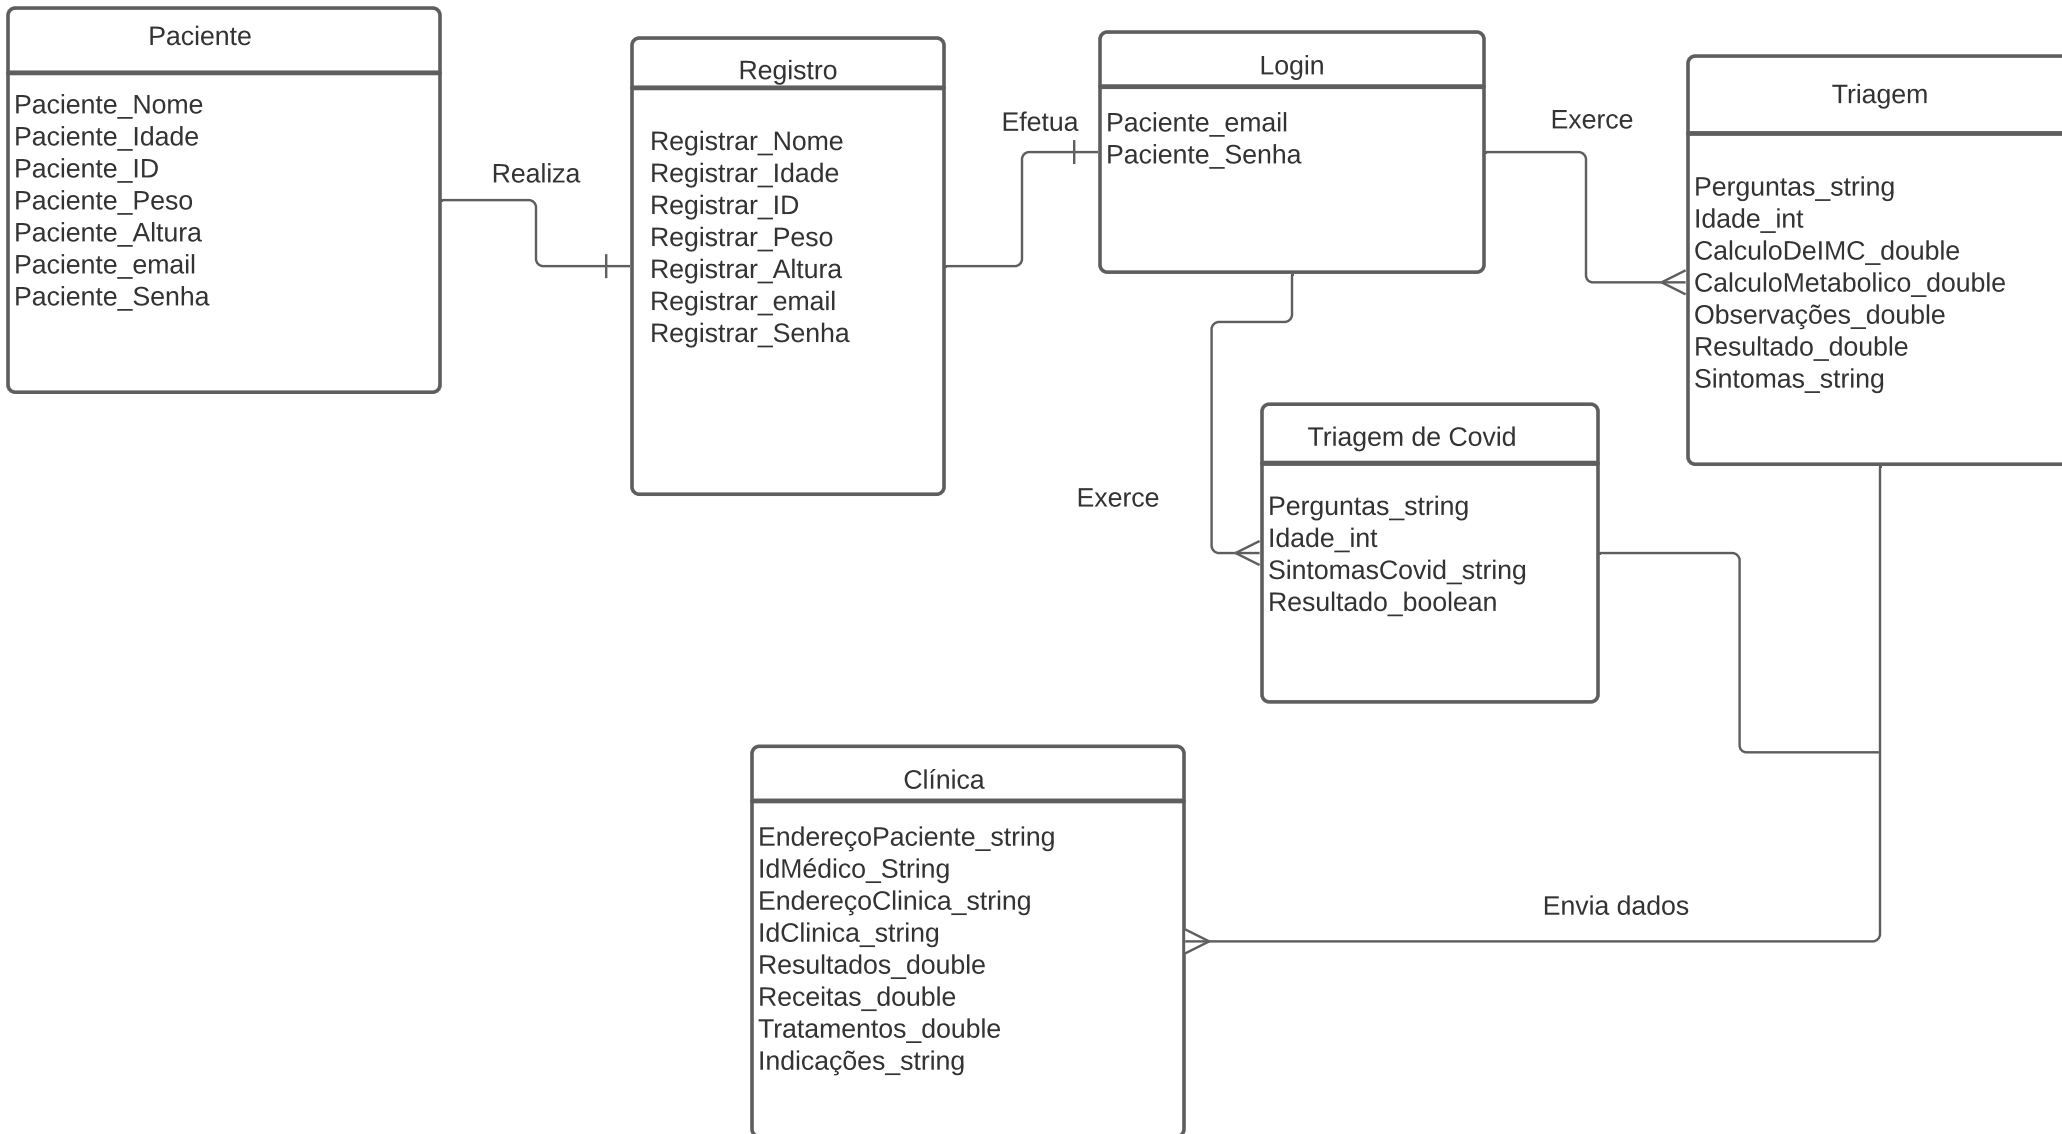 Paciente
Paciente_Nome
Paciente_Idade
Paciente_ID
Paciente_Peso
Paciente_Altura
Paciente_email
Paciente_Senha
Realiza
Registro
Registrar_Nome
Registrar_Idade
Registrar_ID
Registrar_Peso
Registrar_Altura
Registrar_email
Registrar_Senha
Efetua
Login
Paciente_email
Paciente_Senha
Exerce
Triagem
Perguntas_string
Idade_int
CalculoDeIMC_double
CalculoMetabolico_double
Observações_double
Resultado_double
Sintomas_string
Exerce
Triagem de Covid
Perguntas_string
Idade_int
SintomasCovid_string
Resultado_boolean
Clínica
EndereçoPaciente_string
IdMédico_String
EndereçoClinica_string
IdClinica_string
Resultados_double
Receitas_double
Tratamentos_double
Indicações_string
Envia dados